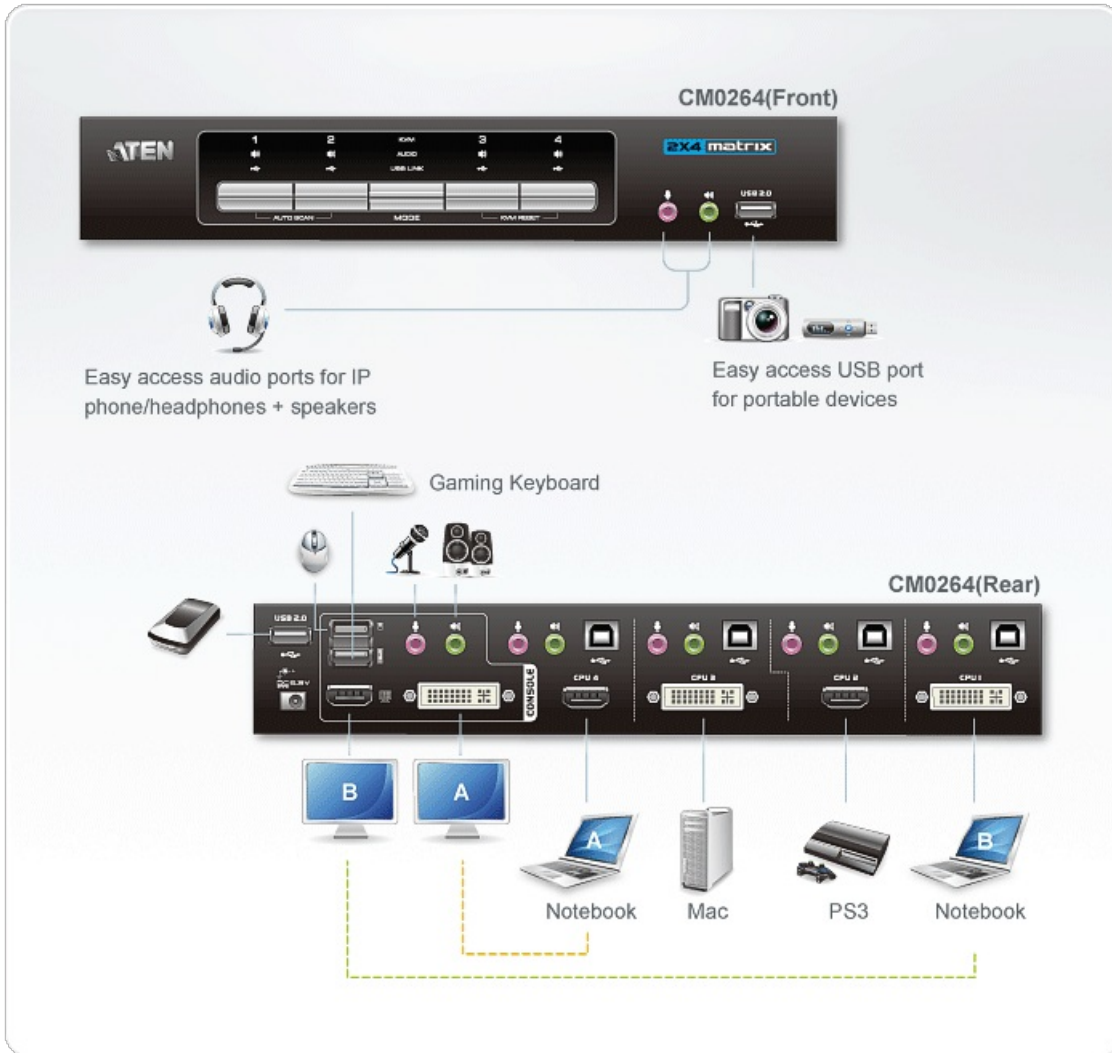 CM0264(Front)
ATEN
1 2 KVM 3 4
AUDIO
USB LINK
2X4 matrix
USB 2.0
AUTO SCAN MODE KVM RESET
Easy access audio ports for IP
phone/headphones + speakers
Easy access USB port
for portable devices
Gaming Keyboard
CM0264(Rear)
USB 2.0
CONSOLE
CPU 4 CPU 3 CPU 2 CPU 1
B A
A B
Notebook Mac PS3 Notebook